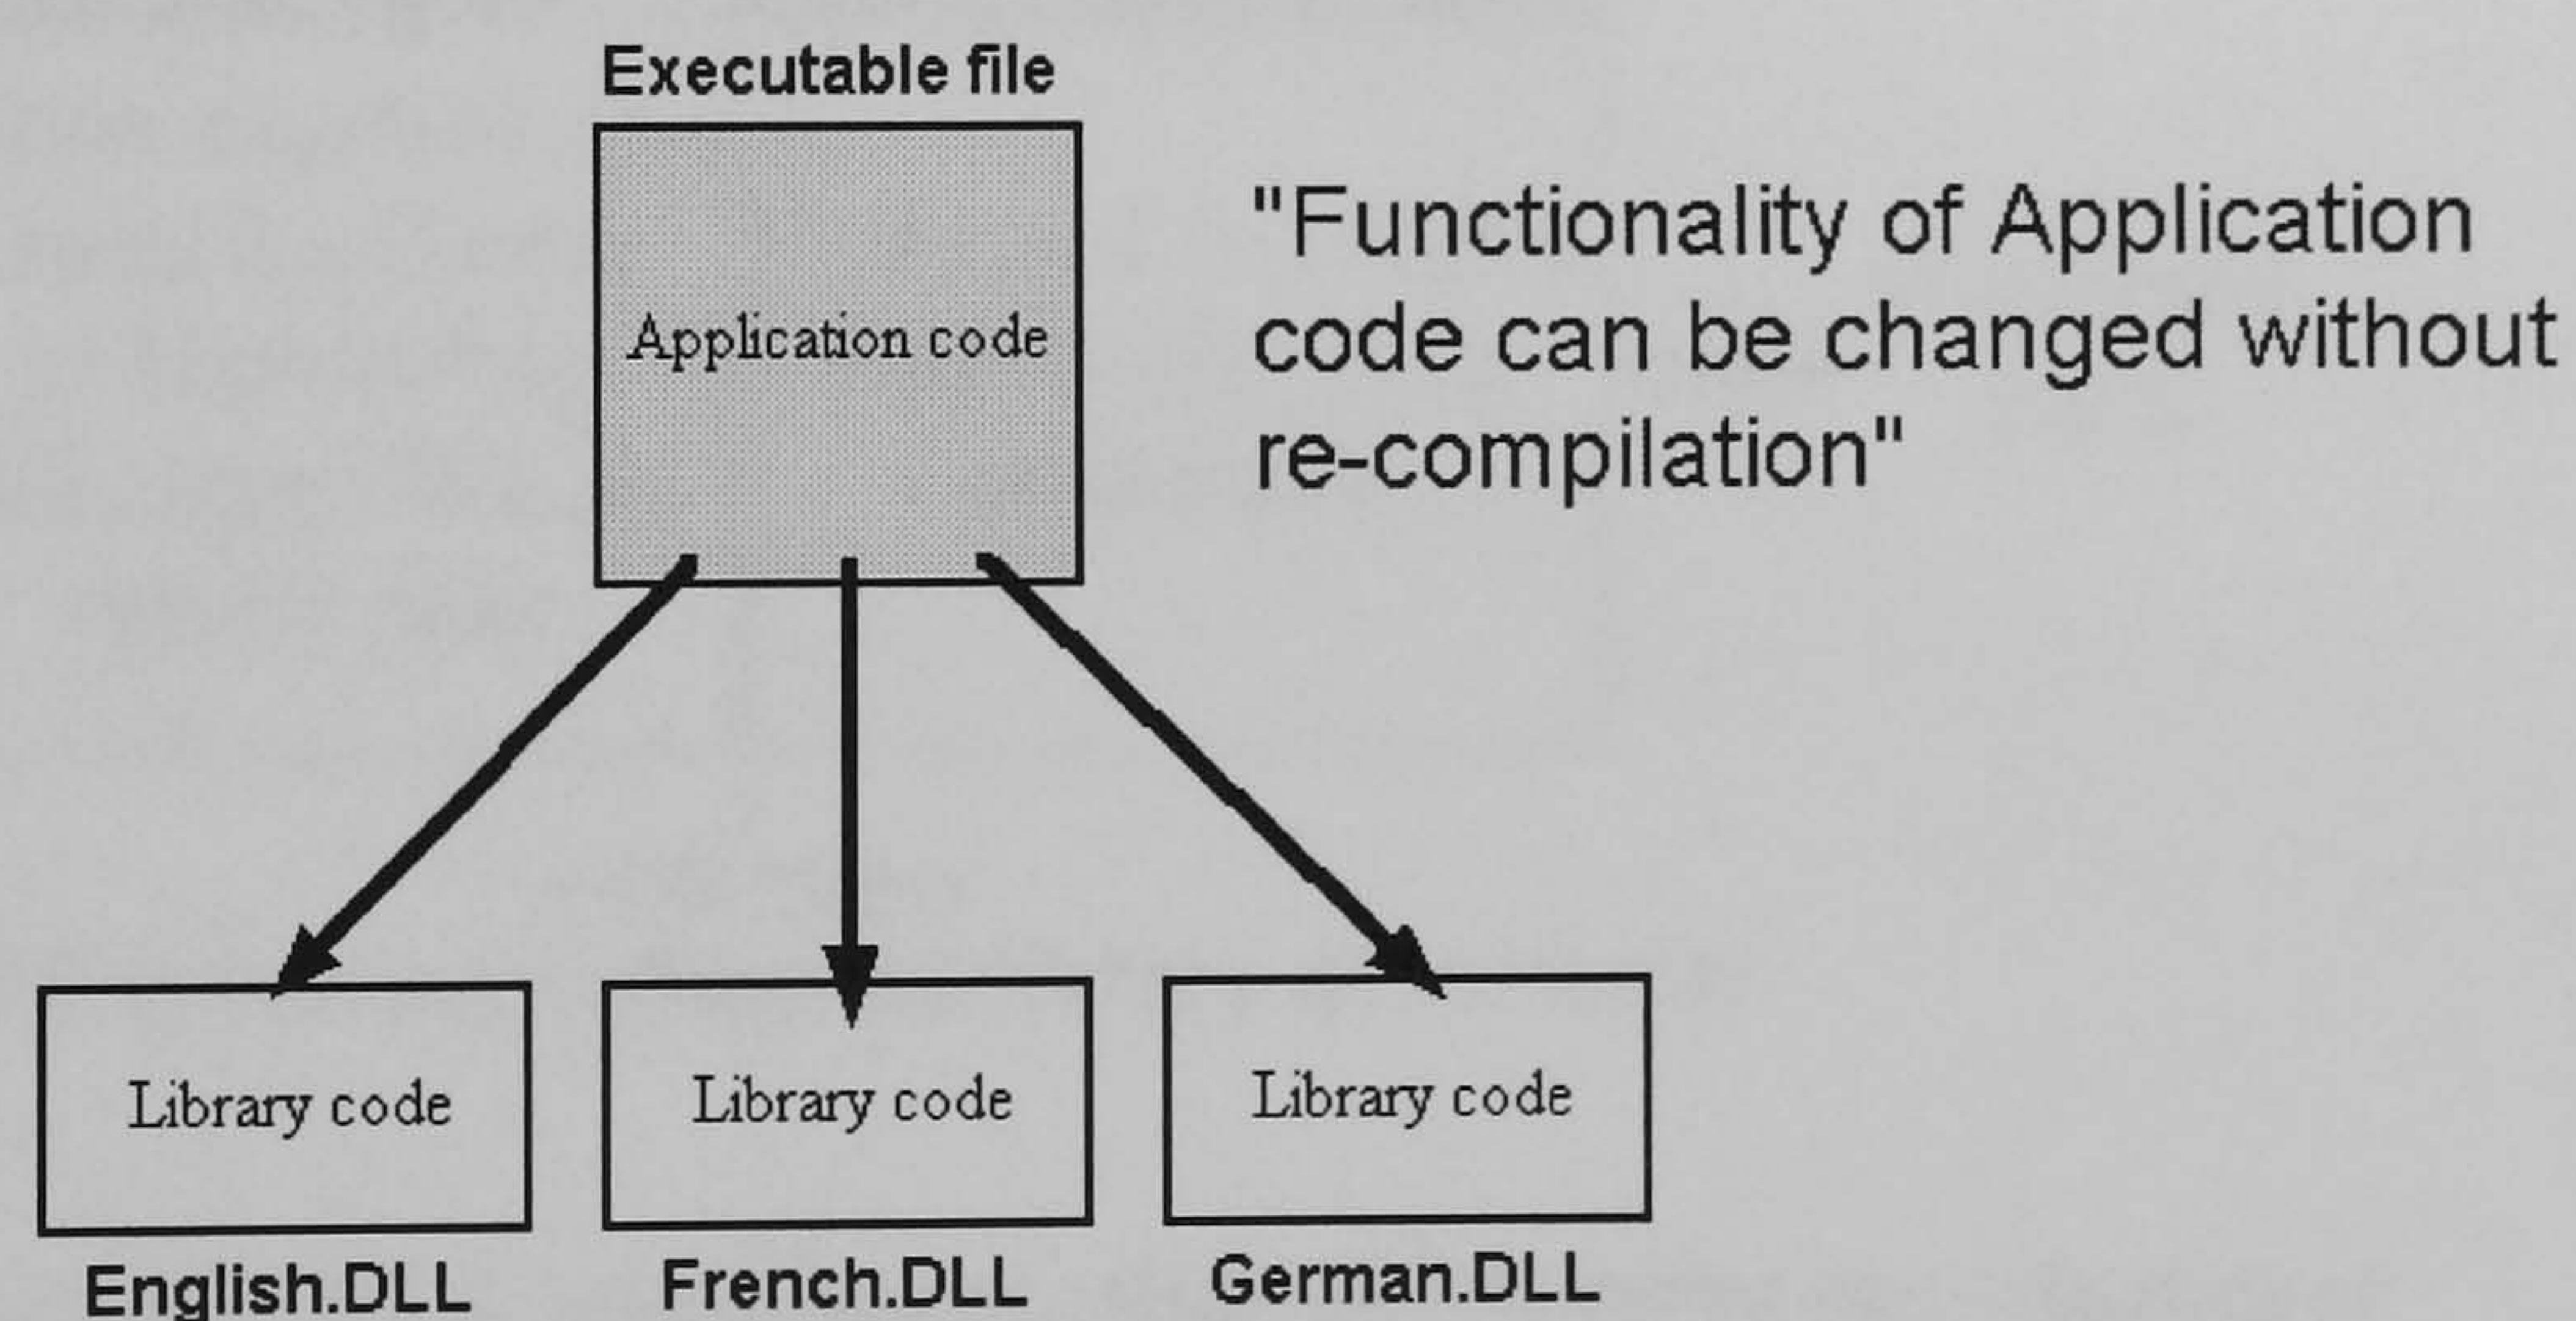 Executable file
Application code
"Functionality of Application
code can be changed without
re-compilation"
Library code
Library code
Library code
English.DLL
French.DLL
German.DLL